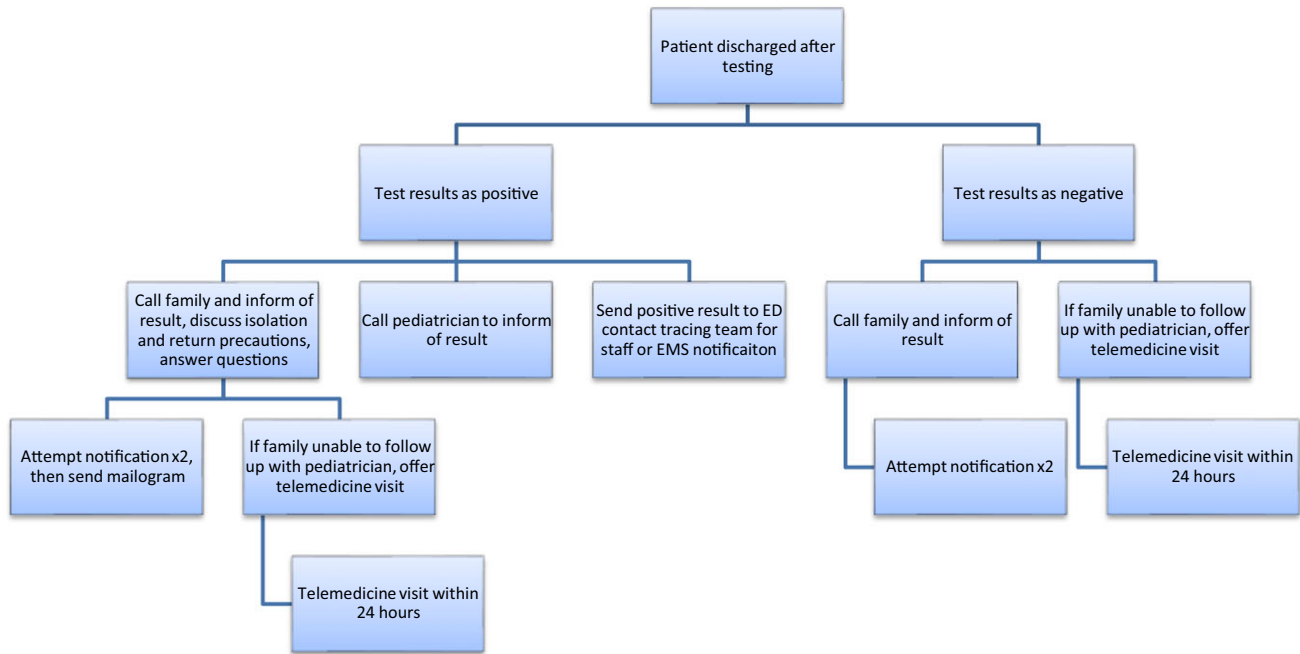 Patient discharged after
testing
Test results as positive
Test results as negative
Call family and inform of
result, discuss isolation
and return precautions,
answer questions
Call pediatrician to inform
of result
Send positive result to ED
contact tracing team for
staff or EMS notificaiton
Call family and inform of
result
If family unable to follow
up with pediatrician, offer
telemedicine visit
Attempt notification x2,
then send mailogram
If family unable to follow
up with pediatrician, offer
telemedicine visit
Attempt notification x2
Telemedicine visit within
24 hours
Telemedicine visit within
24 hours